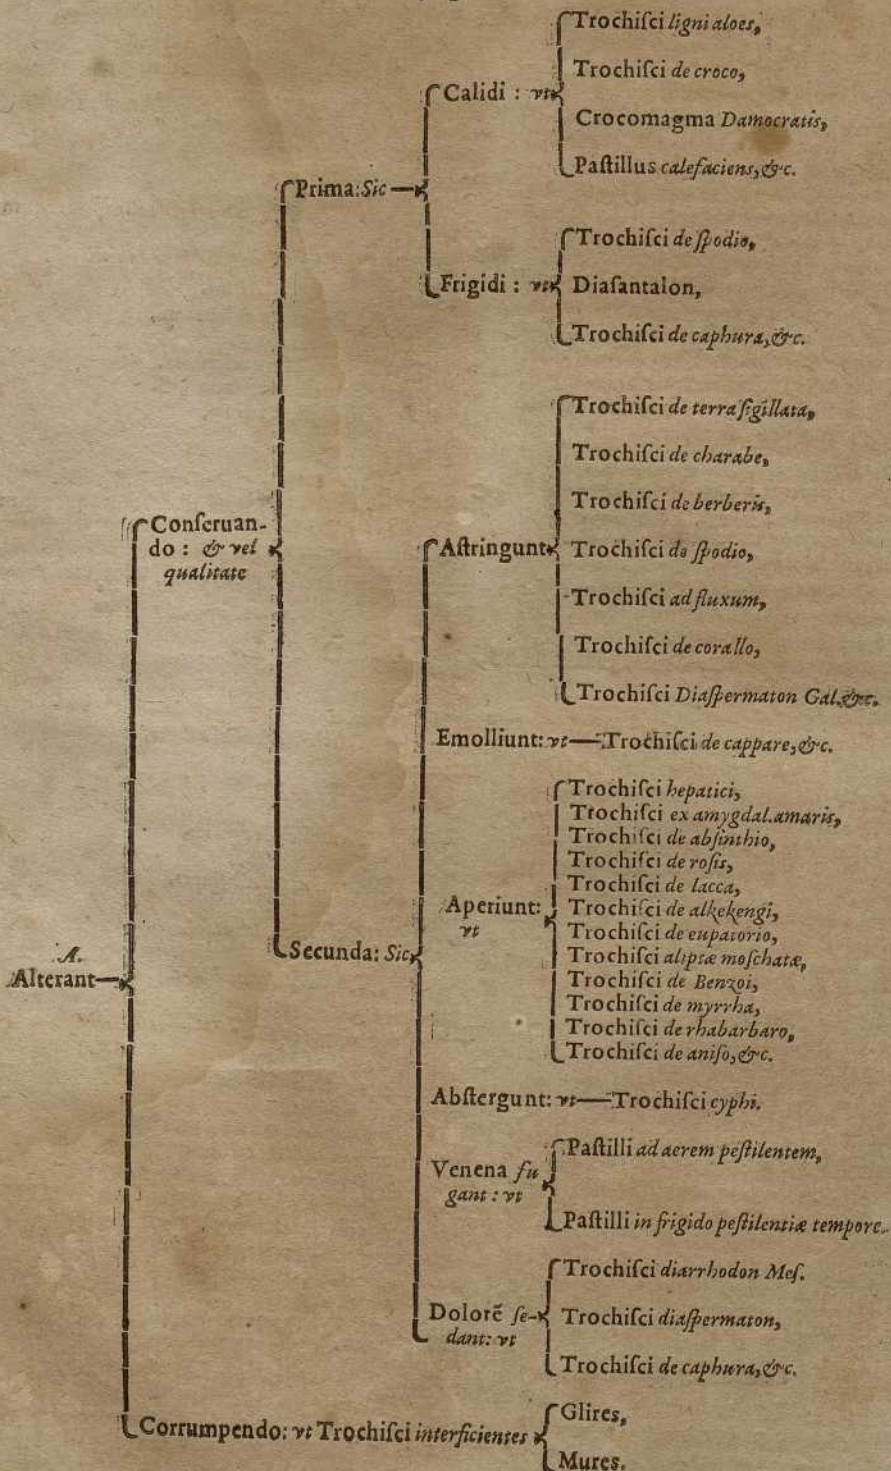 Trochiſci ligni aloes,
Trochiſci de croco,
Calidi : vt
Crocomagma Damocratis,
Paſtillus calefaciens, &c.
Prima: Sic
Trochiſci de ſpodio,
Frigidi : vt
Diaſantalon,
Trochiſci de caphura, &c.
Trochiſci de terra ſigillata,
Trochiſci de charabe,
Trochiſci de berberis,
Conſeruan-
do : & vel
qualitate
Aſtringunt
Trochiſci de ſpodio,
Trochiſci ad fluxum,
Trochiſci de corallo,
Trochiſci Diaſpermaton Gal. &c.
Emolliunt: vt Trochiſci de cappare, &c.
Trochiſci hepatici,
Trochiſci ex amygdal. amaris,
Trochiſci de abſinthio,
Trochiſci de roſis,
Trochiſci de lacca,
Aperiunt:
vt
Trochiſci de alkekengi,
Trochiſci de eupatorio,
Secunda: Sic
Trochiſci aliptæ moſchatæ,
A.
Alterant
Trochiſci de Benzoi,
Trochiſci de myrrha,
Trochiſci de rhabarbaro,
Trochiſci de aniſo, &c.
Abſtergunt: vt Trochiſci cyphi.
Paſtilli ad aerem peſtilentem,
Venena fu
gant : vt
Paſtilli in frigido peſtilentiæ tempore.
Trochiſci diarrhodon Meſ.
Dolorē ſe-
dant: vt
Trochiſci diaſpermaton,
Trochiſci de caphura, &c.
Corrumpendo: vt Trochiſci interficientes
Glires,
Mures.